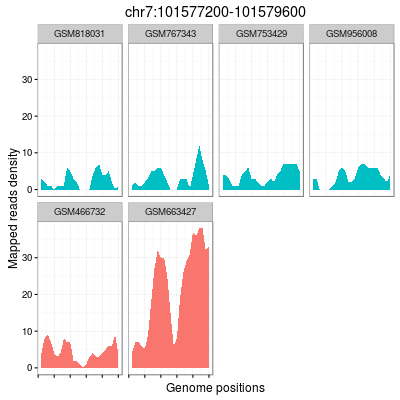 chr7:101577200-101579600
GSM818031 GSM767343 GSM753429 GSM956008
30
20
10
0
Mapped reads density
GSM466732 GSM663427
30
20
10
0
Genome positions